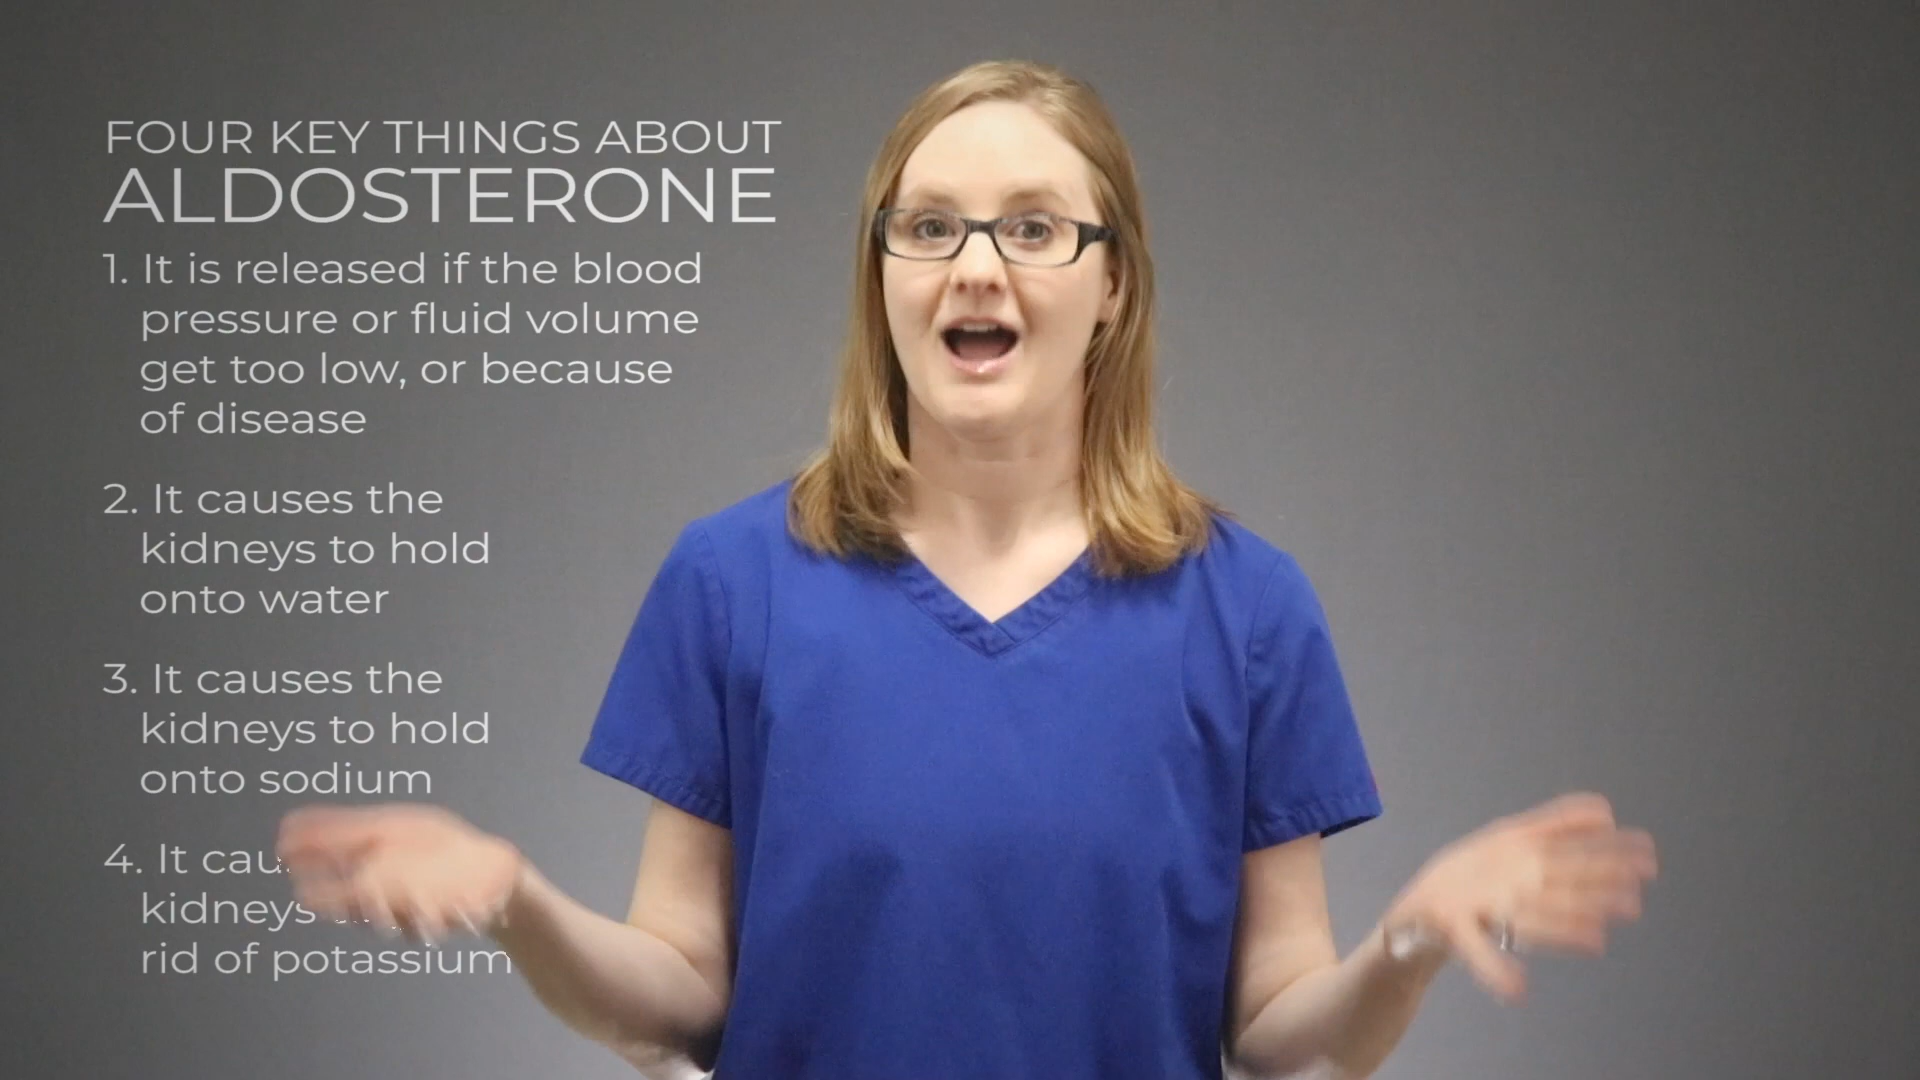 FOUR KEY THINGS ABOUT
ALDOSTERONE
1. It is released if the blood
pressure or fluid volume
get too low, or because
of disease
2. It causes the
kidneys to hold
onto water
3. It causes the
kidneys to hold
onto sodium
4. It
kidneys
rid of potassium